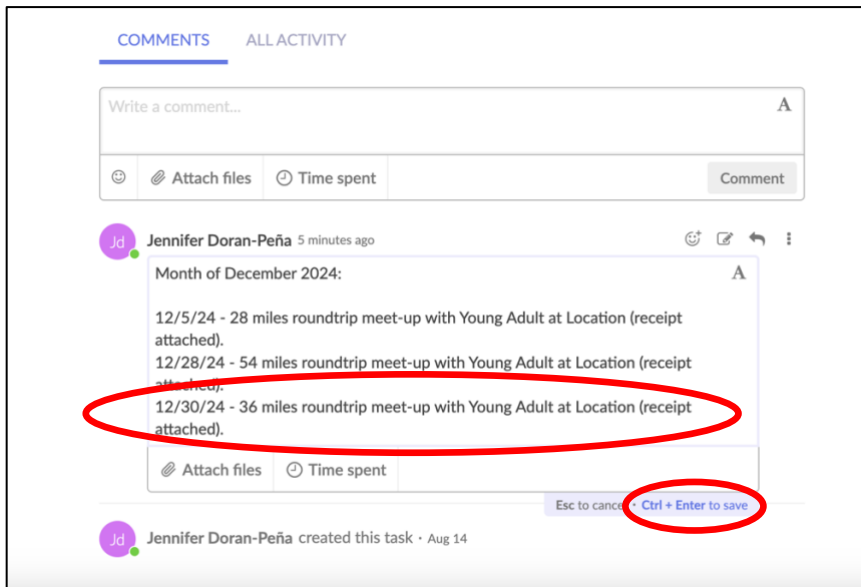 COMMENTS ALL ACTIVITY
Write a comment...
A
Attach files Time spent Comment
Jd Jennifer Doran-Peña 5 minutes ago
Month of December 2024: A
12/5/24 - 28 miles roundtrip meet-up with Young Adult at Location (receipt
attached).
12/28/24 - 54 miles roundtrip meet-up with Young Adult at Location (receipt
attached).
12/30/24 - 36 miles roundtrip meet-up with Young Adult at Location (receipt
attached).
Attach files Time spent
Esc to cancel · Ctrl + Enter to save
Jd Jennifer Doran-Peña created this task · Aug 14